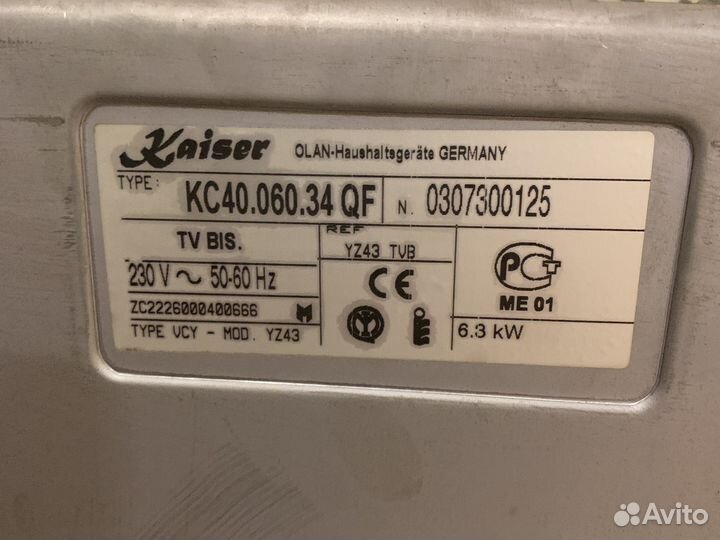 Kaiser OLAN-Haushaltsgeräte GERMANY
TYPE: KC40.060.34 QF N. 0307300125
TV BIS.
REF
YZ43 TVB
230 V ~ 50-60 Hz
CE
PCT
ME 01
ZC2226000400666 M
TYPE VCY - MOD. YZ43
6.3 kW
Avito